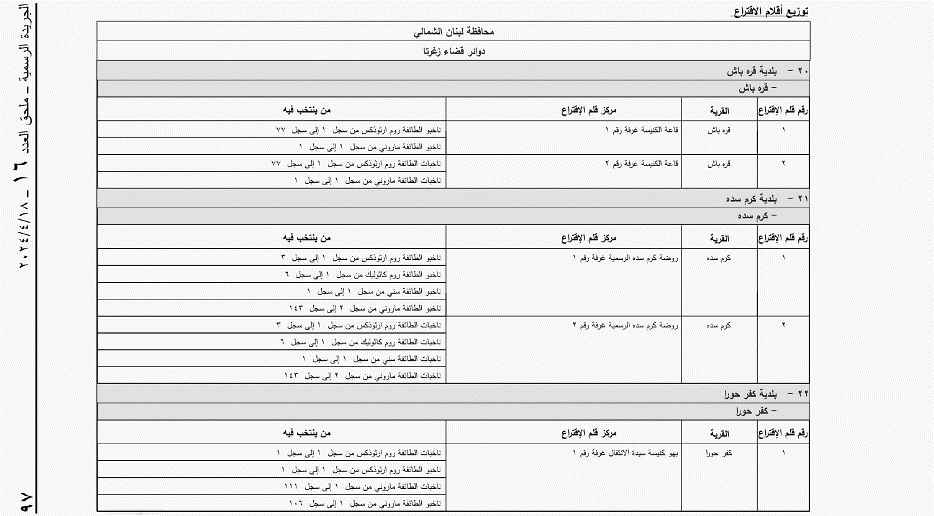 الجريدة الرسمية – ملحق العدد ١٦ – ٢٠٢٤/٤/١٨
توزيع أقلام الاقتراع
محافظة لبنان الشمالي
دوائر قضاء زغرتا
٢٠ – بلدية قره باش
– قره باش
رقم قلم الإقتراع القرية مركز قلم الإقتراع من ينتخب فيه
١ قره باش قاعة الكنيسة غرفة رقم ١ ناخبو الطائفة روم ارثوذكس من سجل ١ إلى سجل ٧٧
ناخبو الطائفة ماروني من سجل ١ إلى سجل ١
٢ قره باش قاعة الكنيسة غرفة رقم ٢ ناخبات الطائفة روم ارثوذكس من سجل ١ إلى سجل ٧٧
ناخبات الطائفة ماروني من سجل ١ إلى سجل ١
٢١ – بلدية كرم سده
– كرم سده
رقم قلم الإقتراع القرية مركز قلم الإقتراع من ينتخب فيه
١ كرم سده روضة كرم سده الرسمية غرفة رقم ١ ناخبو الطائفة روم ارثوذكس من سجل ١ إلى سجل ٣
ناخبو الطائفة روم كاثوليك من سجل ١ إلى سجل ٦
ناخبو الطائفة سني من سجل ١ إلى سجل ١
ناخبو الطائفة ماروني من سجل ٢ إلى سجل ١٤٣
٢ كرم سده روضة كرم سده الرسمية غرفة رقم ٢ ناخبات الطائفة روم ارثوذكس من سجل ١ إلى سجل ٣
ناخبات الطائفة روم كاثوليك من سجل ١ إلى سجل ٦
ناخبات الطائفة سني من سجل ١ إلى سجل ١
ناخبات الطائفة ماروني من سجل ٢ إلى سجل ١٤٣
٢٢ – بلدية كفر حورا
– كفر حورا
رقم قلم الإقتراع القرية مركز قلم الإقتراع من ينتخب فيه
١ كفر حورا بهو كنيسة سيدة الانتقال غرفة رقم ١ ناخبو الطائفة روم ارثوذكس من سجل ١ إلى سجل ١
ناخبات الطائفة روم ارثوذكس من سجل ١ إلى سجل ١
ناخبو الطائفة ماروني من سجل ١ إلى سجل ١١١
ناخبات الطائفة ماروني من سجل ١ إلى سجل ١٠٦
٩٧